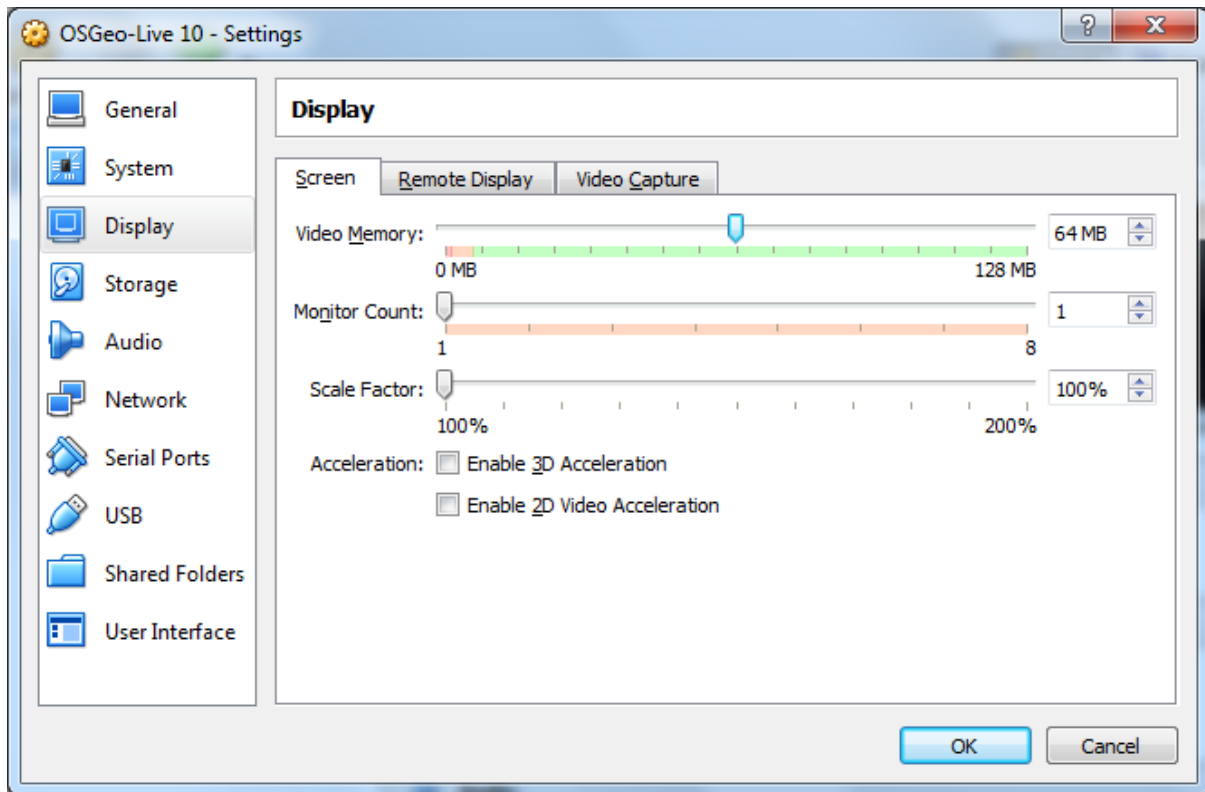 OSGeo-Live 10 - Settings
?
X
General
System
Display
Storage
Audio
Network
Serial Ports
USB
Shared Folders
User Interface
Display
Screen Remote Display Video Capture
Video Memory: 64 MB
0 MB 128 MB
Monitor Count: 1
1 8
Scale Factor: 100%
100% 200%
Acceleration: Enable 3D Acceleration
Enable 2D Video Acceleration
OK Cancel